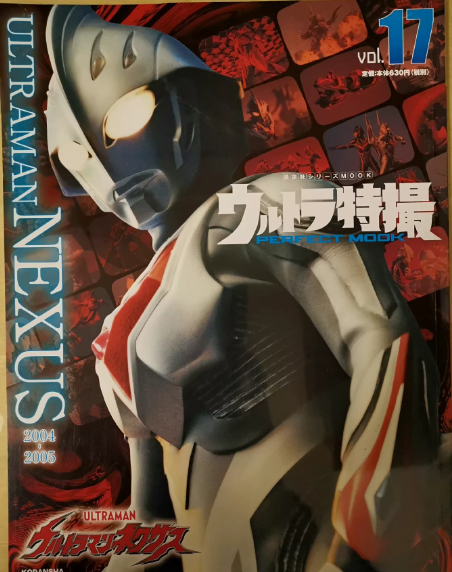 vol.17
定価:本体630円(税別)
ULTRAMAN NEXUS
2004
2005
講談社シリーズMOOK
ウルトラ特撮
PERFECT MOOK
ULTRAMAN
ウルトラマンネクサス
KODANSHA